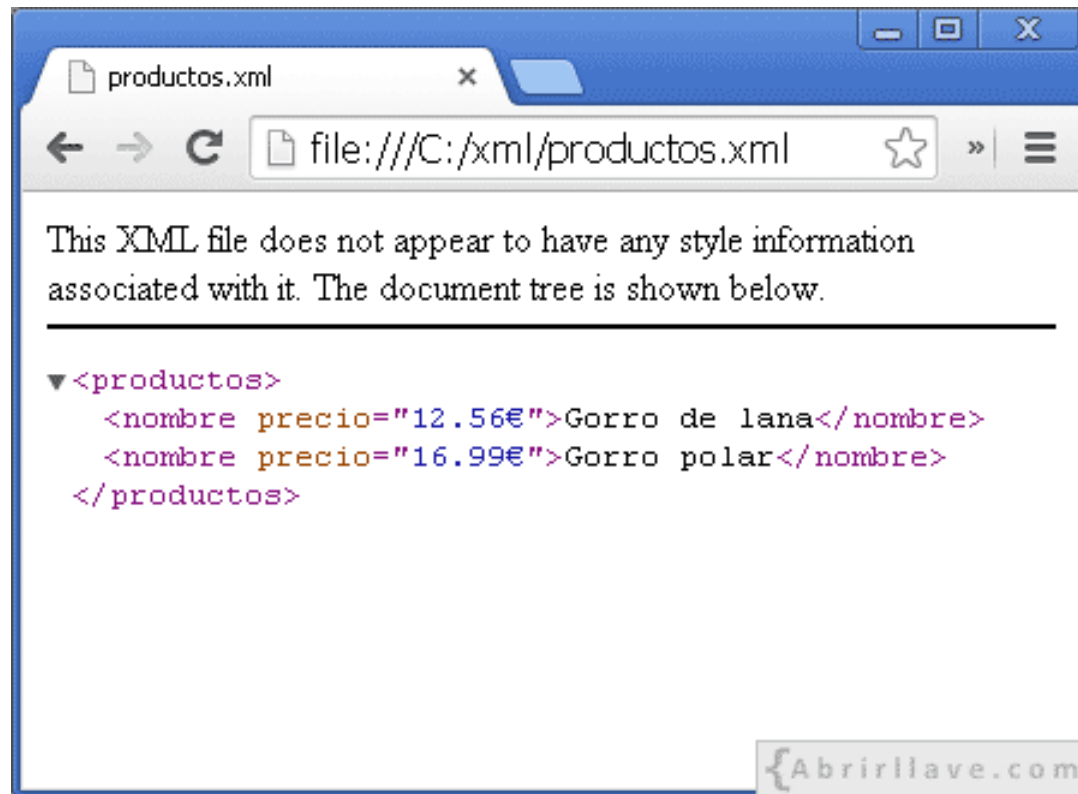 productos.xml
file:///C:/xml/productos.xml
This XML file does not appear to have any style information
associated with it. The document tree is shown below.
<productos>
<nombre precio="12.56€">Gorro de lana</nombre>
<nombre precio="16.99€">Gorro polar</nombre>
</productos>
{Abrirllave.com